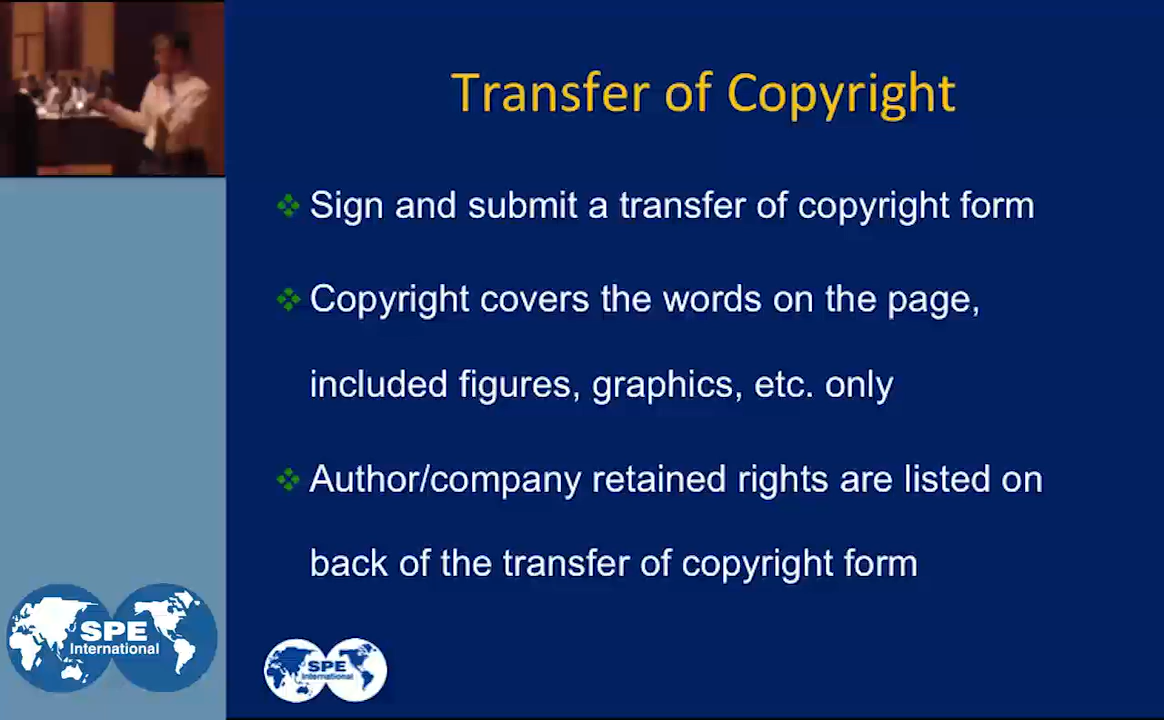 Transfer of Copyright
Sign and submit a transfer of copyright form
Copyright covers the words on the page,
included figures, graphics, etc. only
Author/company retained rights are listed on
back of the transfer of copyright form
SPE
International
SPE
International